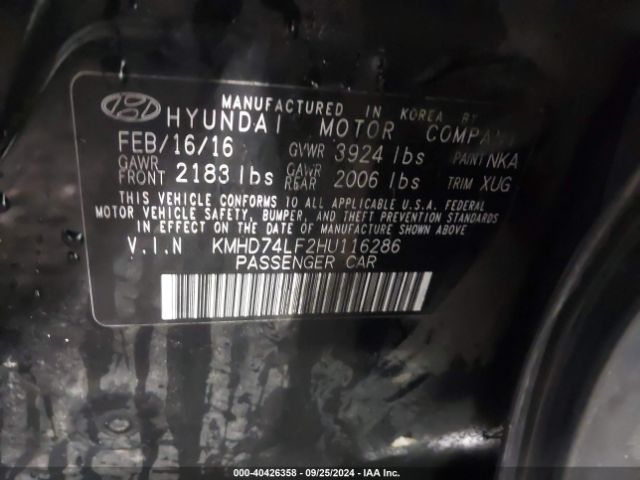 MANUFACTURED IN KOREA BY
HYUNDAI MOTOR COMPANY
FEB/16/16 GVWR 3924 lbs PAINT NKA
GAWR FRONT 2183 lbs GAWR REAR 2006 lbs TRIM XUG
THIS VEHICLE CONFORMS TO ALL APPLICABLE U.S.A. FEDERAL
MOTOR VEHICLE SAFETY, BUMPER, AND THEFT PREVENTION STANDARDS
IN EFFECT ON THE DATE OF MANUFACTURE SHOWN ABOVE.
V.I.N KMHD74LF2HU116286
PASSENGER CAR
000-40426358 - 09/25/2024 - IAA Inc.